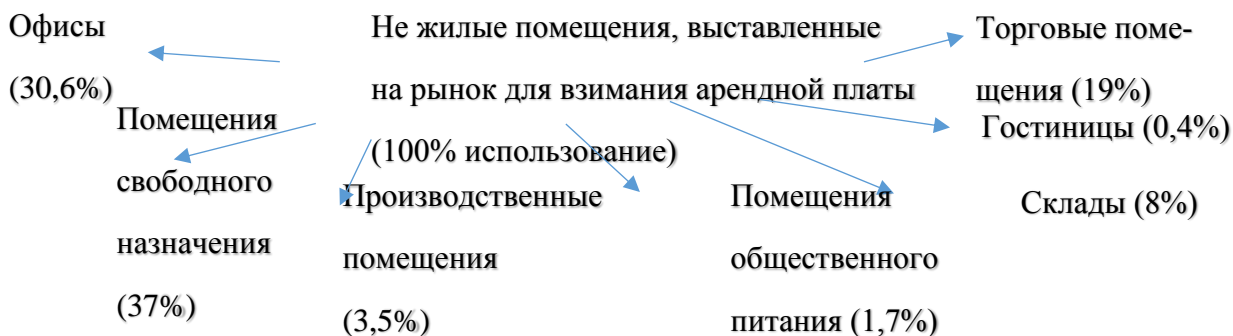 Офисы
(30,6%)
Не жилые помещения, выставленные
на рынок для взимания арендной платы
(100% использование)
Торговые поме-
щения (19%)
Гостиницы (0,4%)
Склады (8%)
Помещения
свободного
назначения
(37%)
Производственные
помещения
(3,5%)
Помещения
общественного
питания (1,7%)